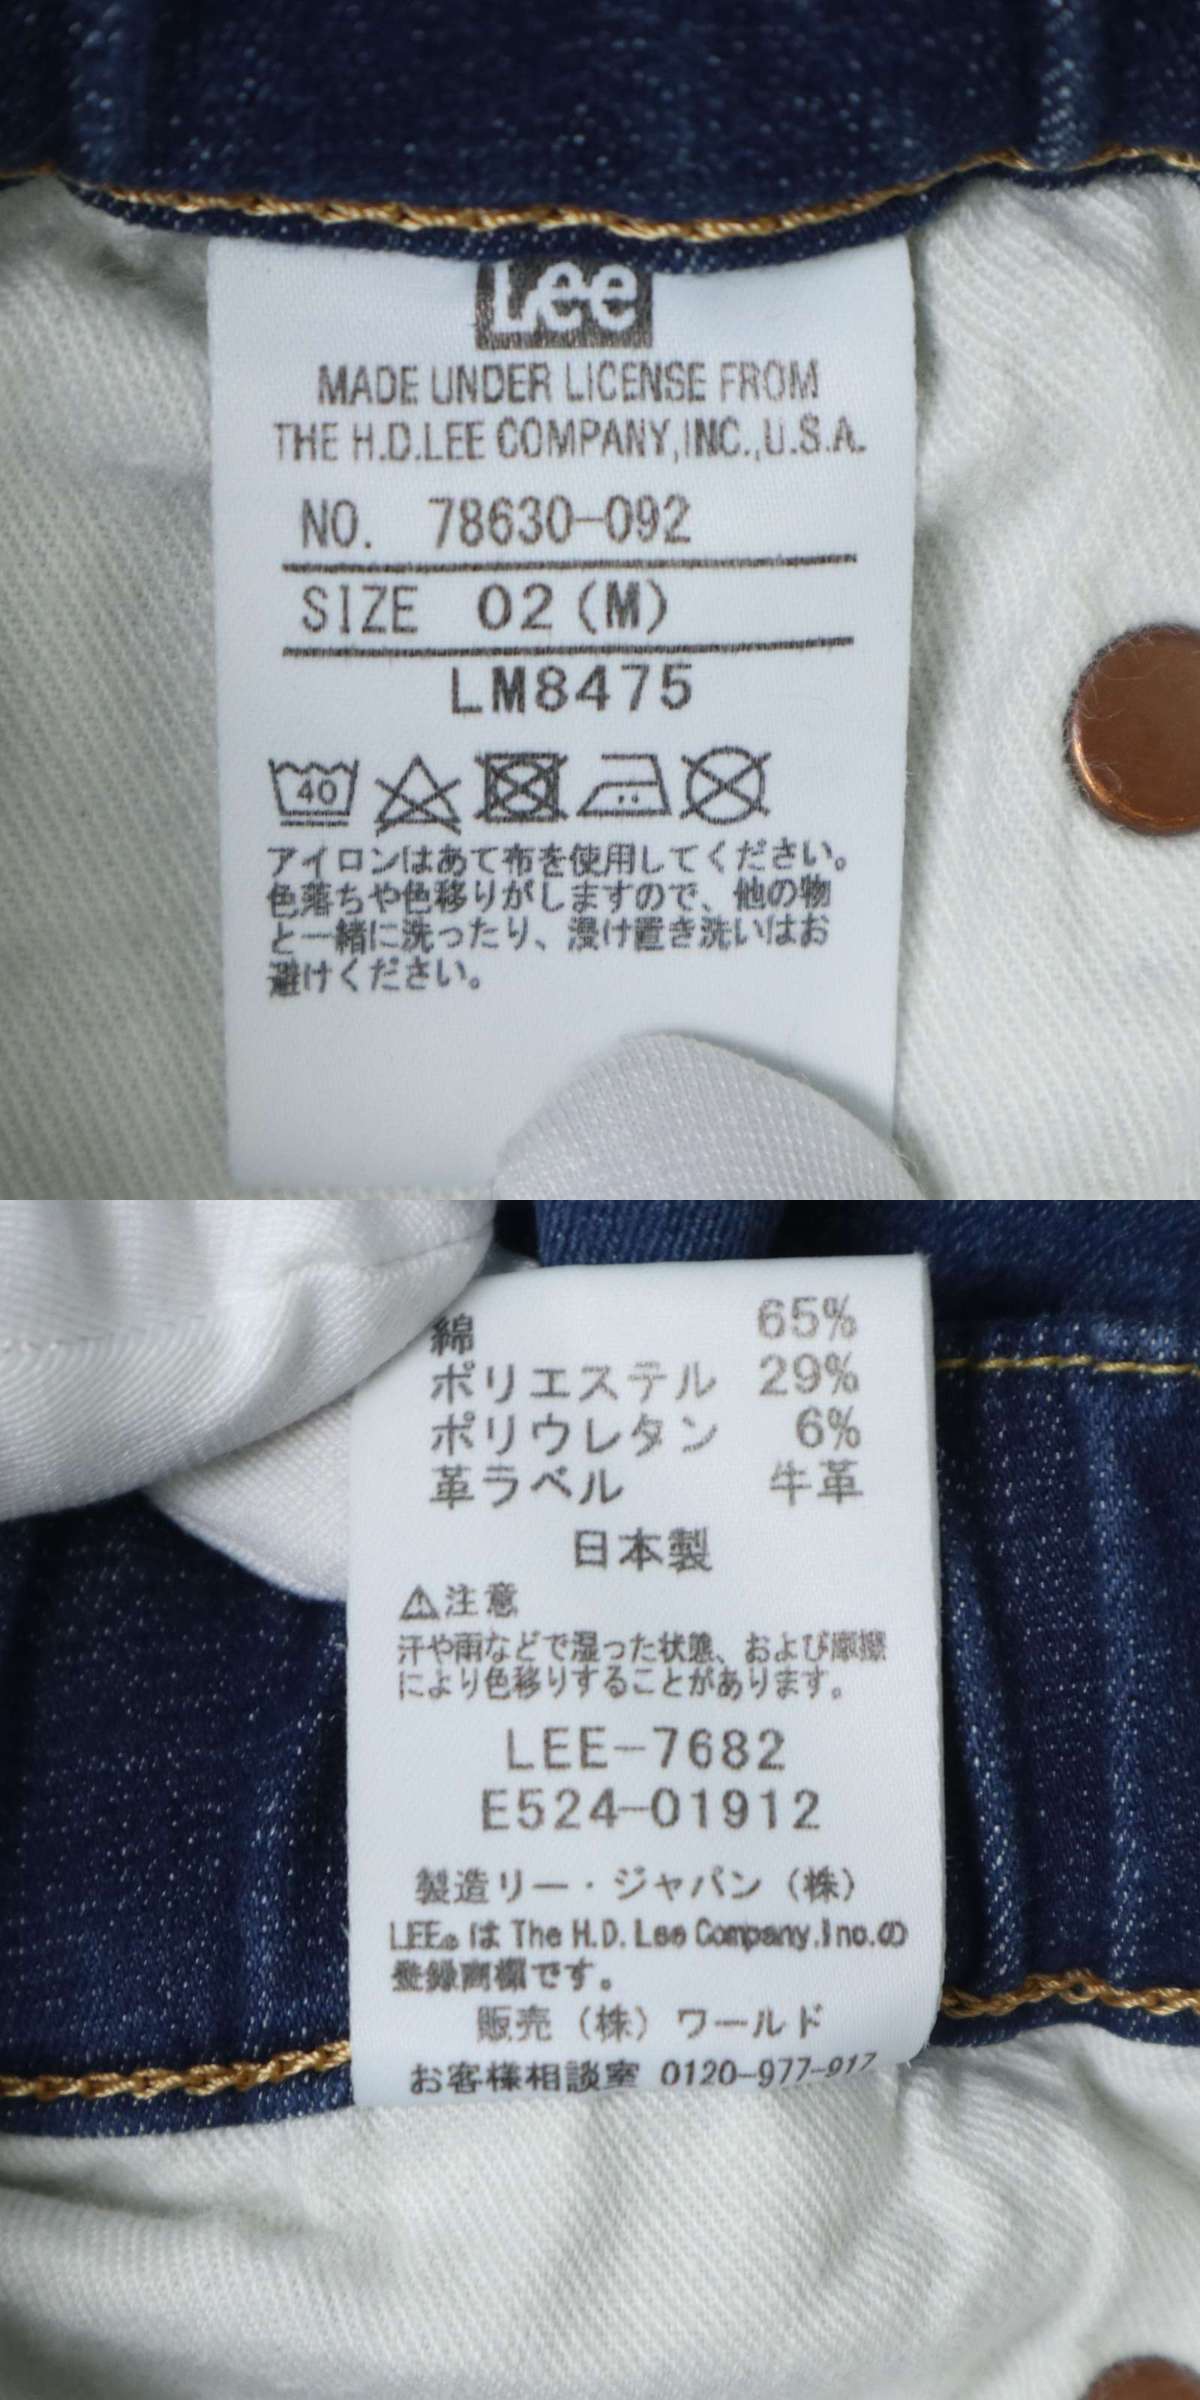 Lee
MADE UNDER LICENSE FROM
THE H.D.LEE COMPANY,INC.,U.S.A.
NO. 78630-092
SIZE 02(M)
LM8475
40
アイロンはあて布を使用してください。
色落ちや色移りがしますので、他の物
と一緒に洗ったり、浸け置き洗いはお
避けください。
綿 65%
ポリエステル 29%
ポリウレタン 6%
革ラベル 牛革
日本製
⚠注意
汗や雨などで湿った状態、および摩擦
により色移りすることがあります。
LEE-7682
E524-01912
製造リー・ジャパン（株）
LEE®は The H.D. Lee Company.Inc.の
登録商標です。
販売（株）ワールド
お客様相談室 0120-977-917